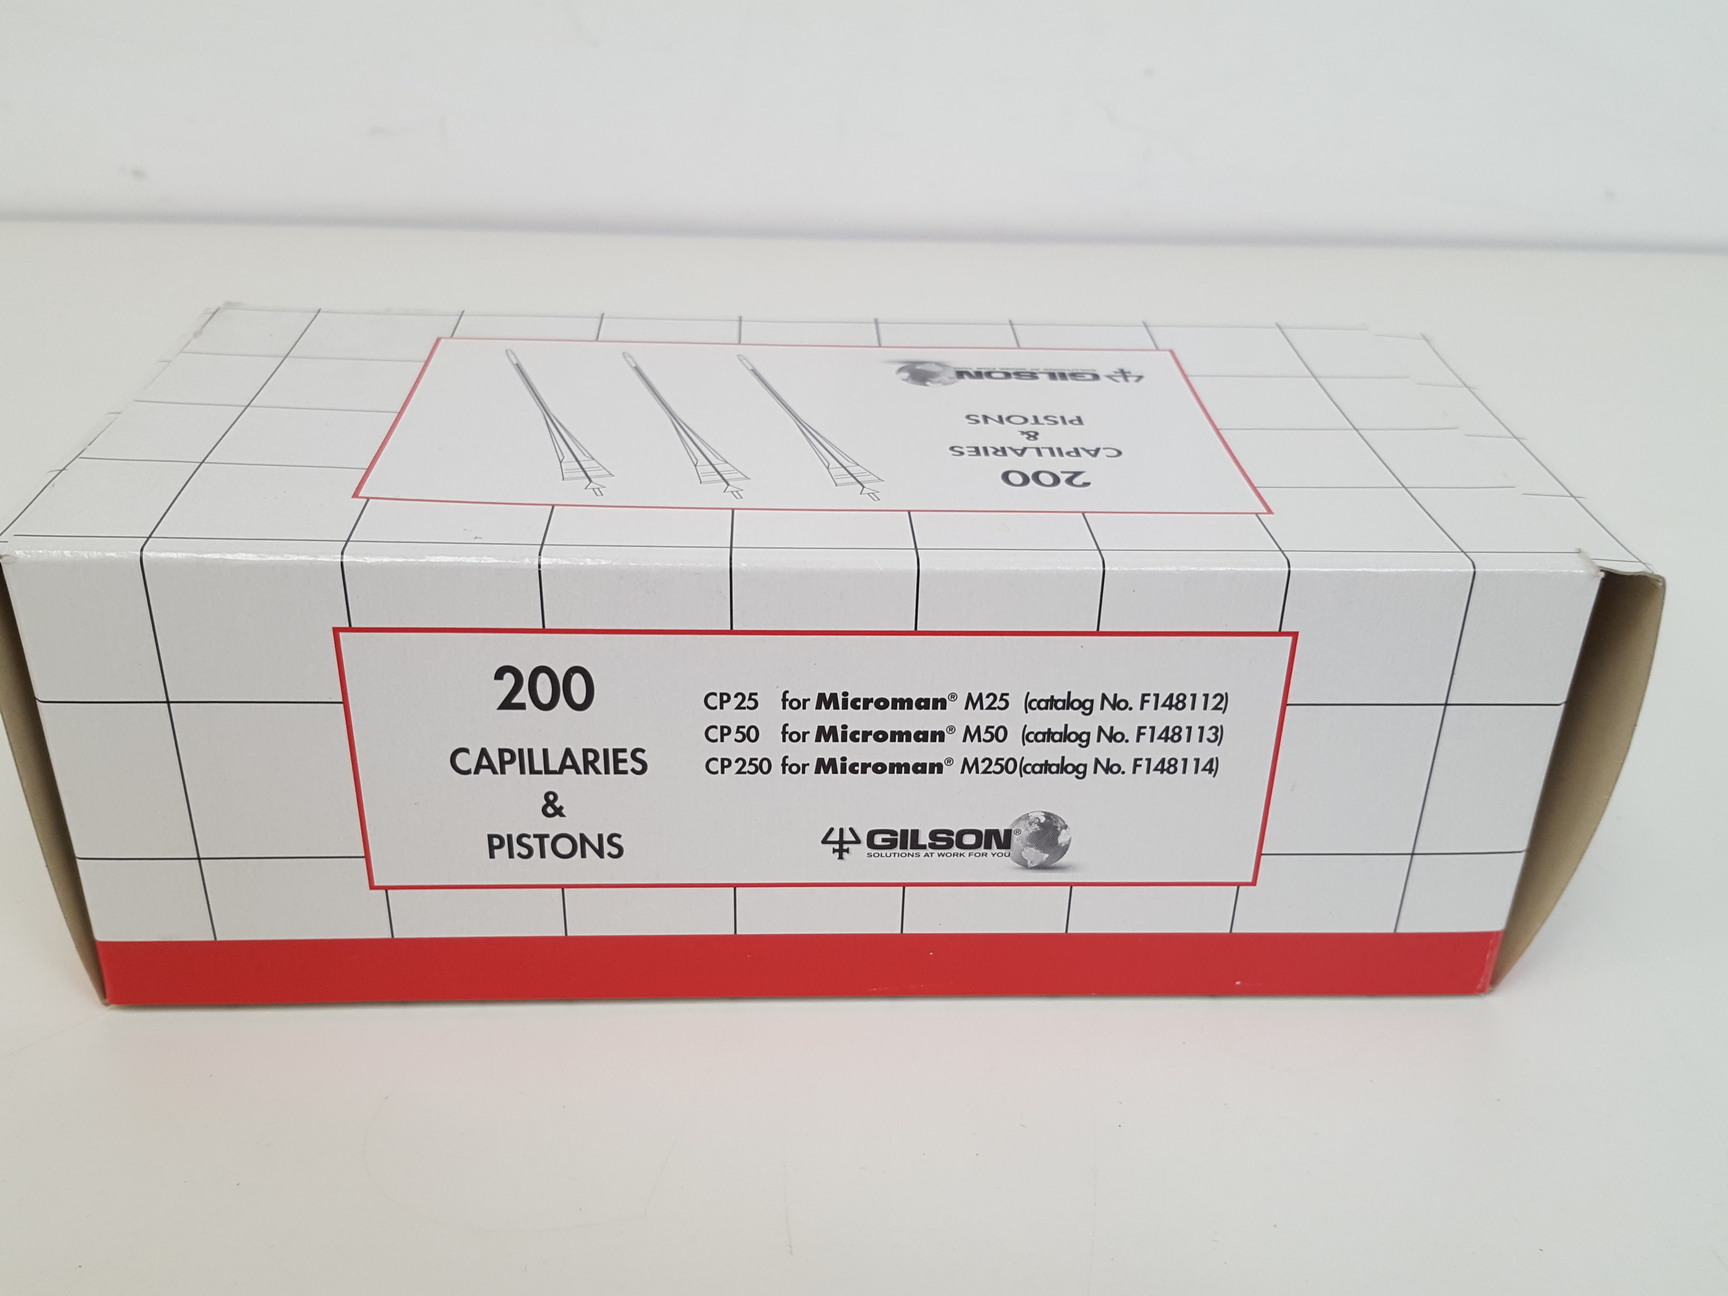 GILSON
PISTONS
&
CAPILLARIES
200
200
CAPILLARIES
&
PISTONS
CP25 for Microman® M25 (catalog No. F148112)
CP50 for Microman® M50 (catalog No. F148113)
CP250 for Microman® M250(catalog No. F148114)
GILSON®
SOLUTIONS AT WORK FOR YOU